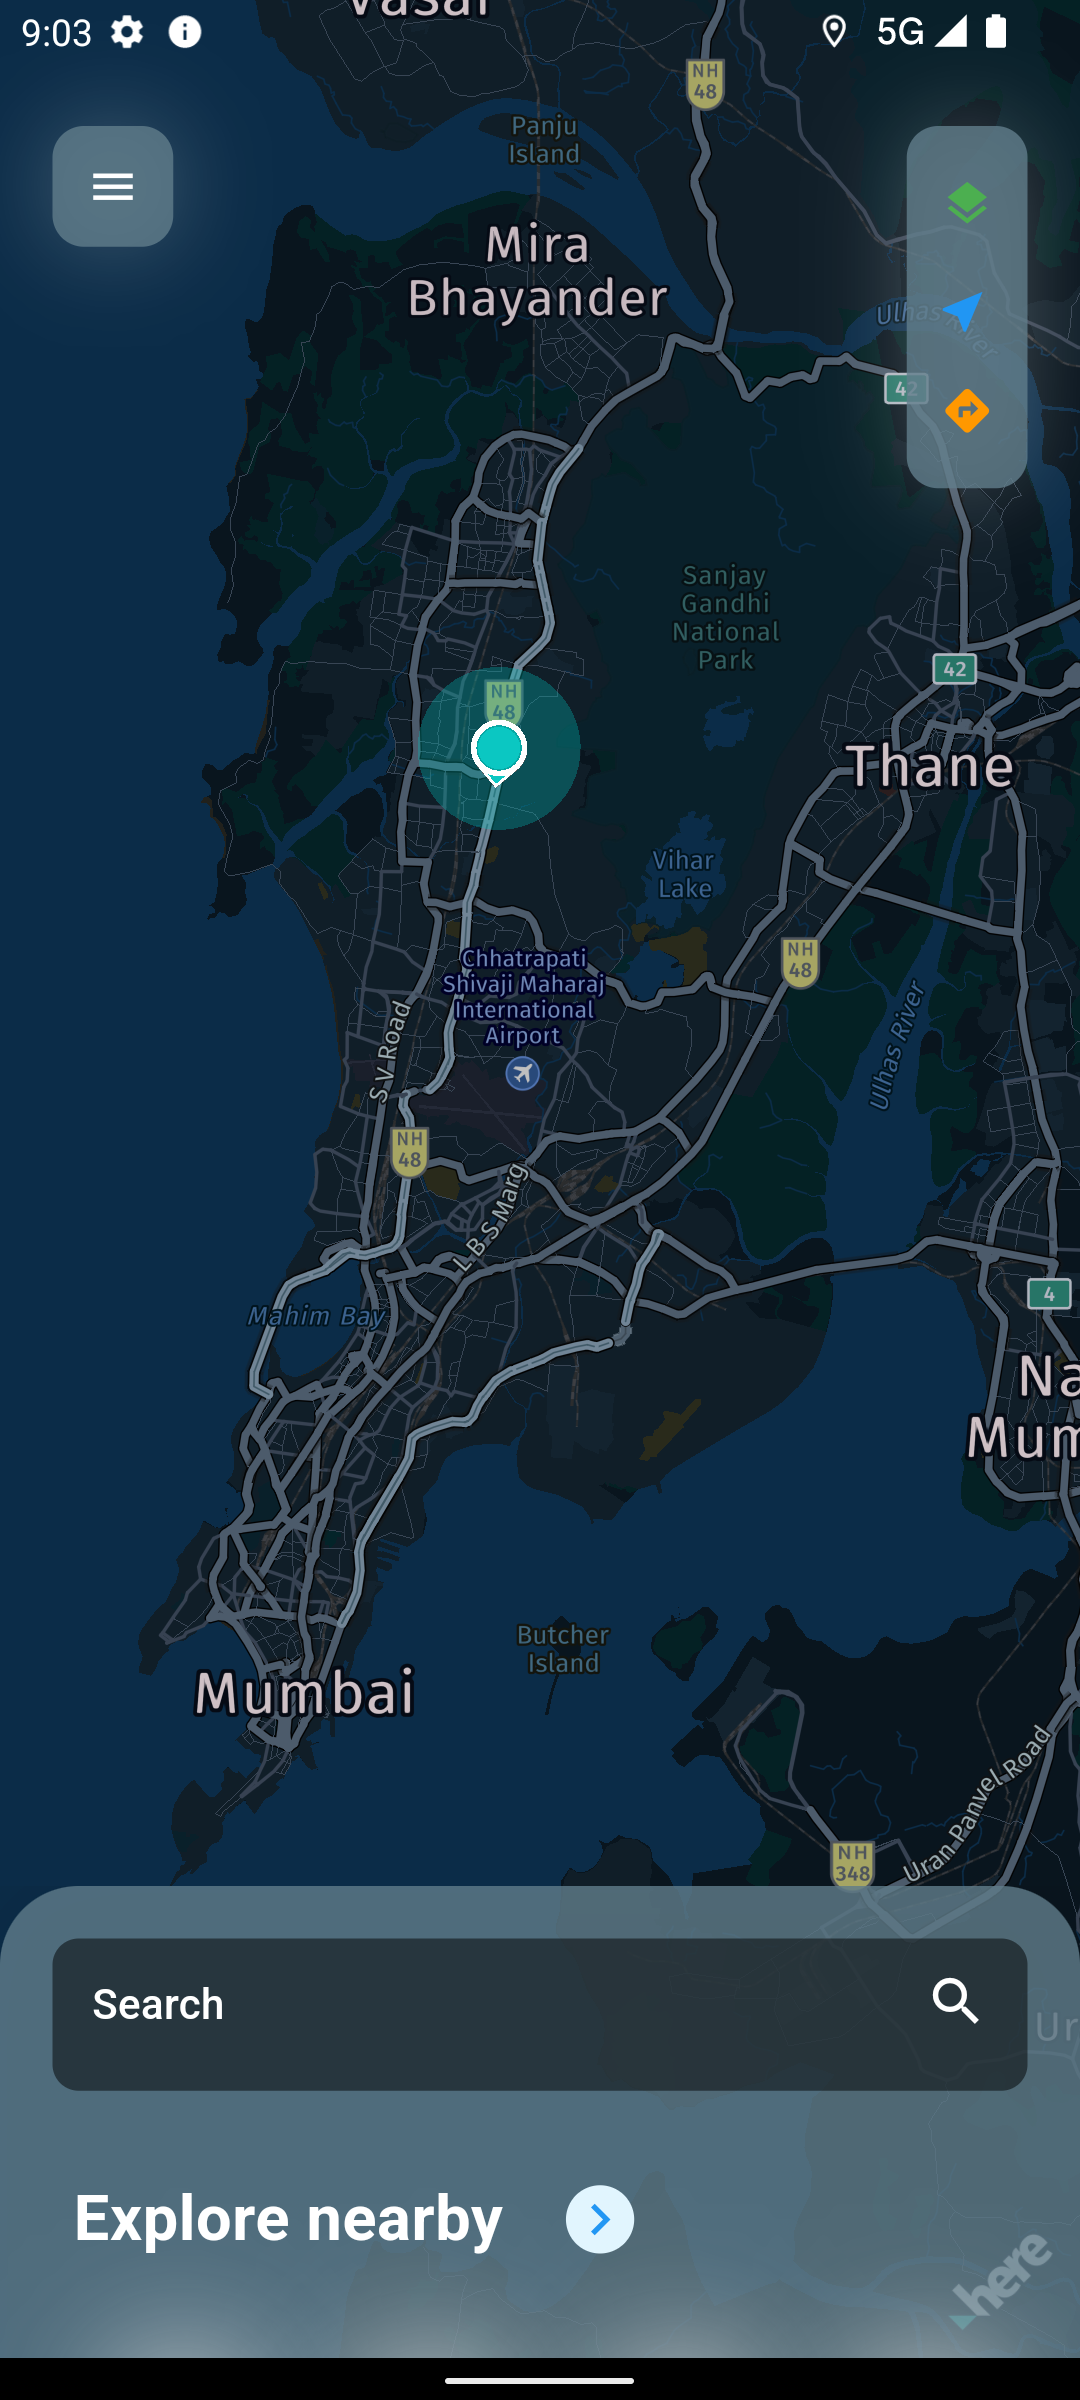 9:03
5G
Vasai
NH
48
Panju
Island
Mira
Bhayander
Ulhas River
42
Sanjay
Gandhi
National
Park
42
NH
48
Thane
Vihar
Lake
NH
48
Chhatrapati
Shivaji Maharaj
International
Airport
S V Road
Ulhas River
NH
48
L B S Marg
4
Mahim Bay
Na
Mum
Butcher
Island
Mumbai
Uran Panvel Road
NH
348
Search
Ur
Explore nearby
here